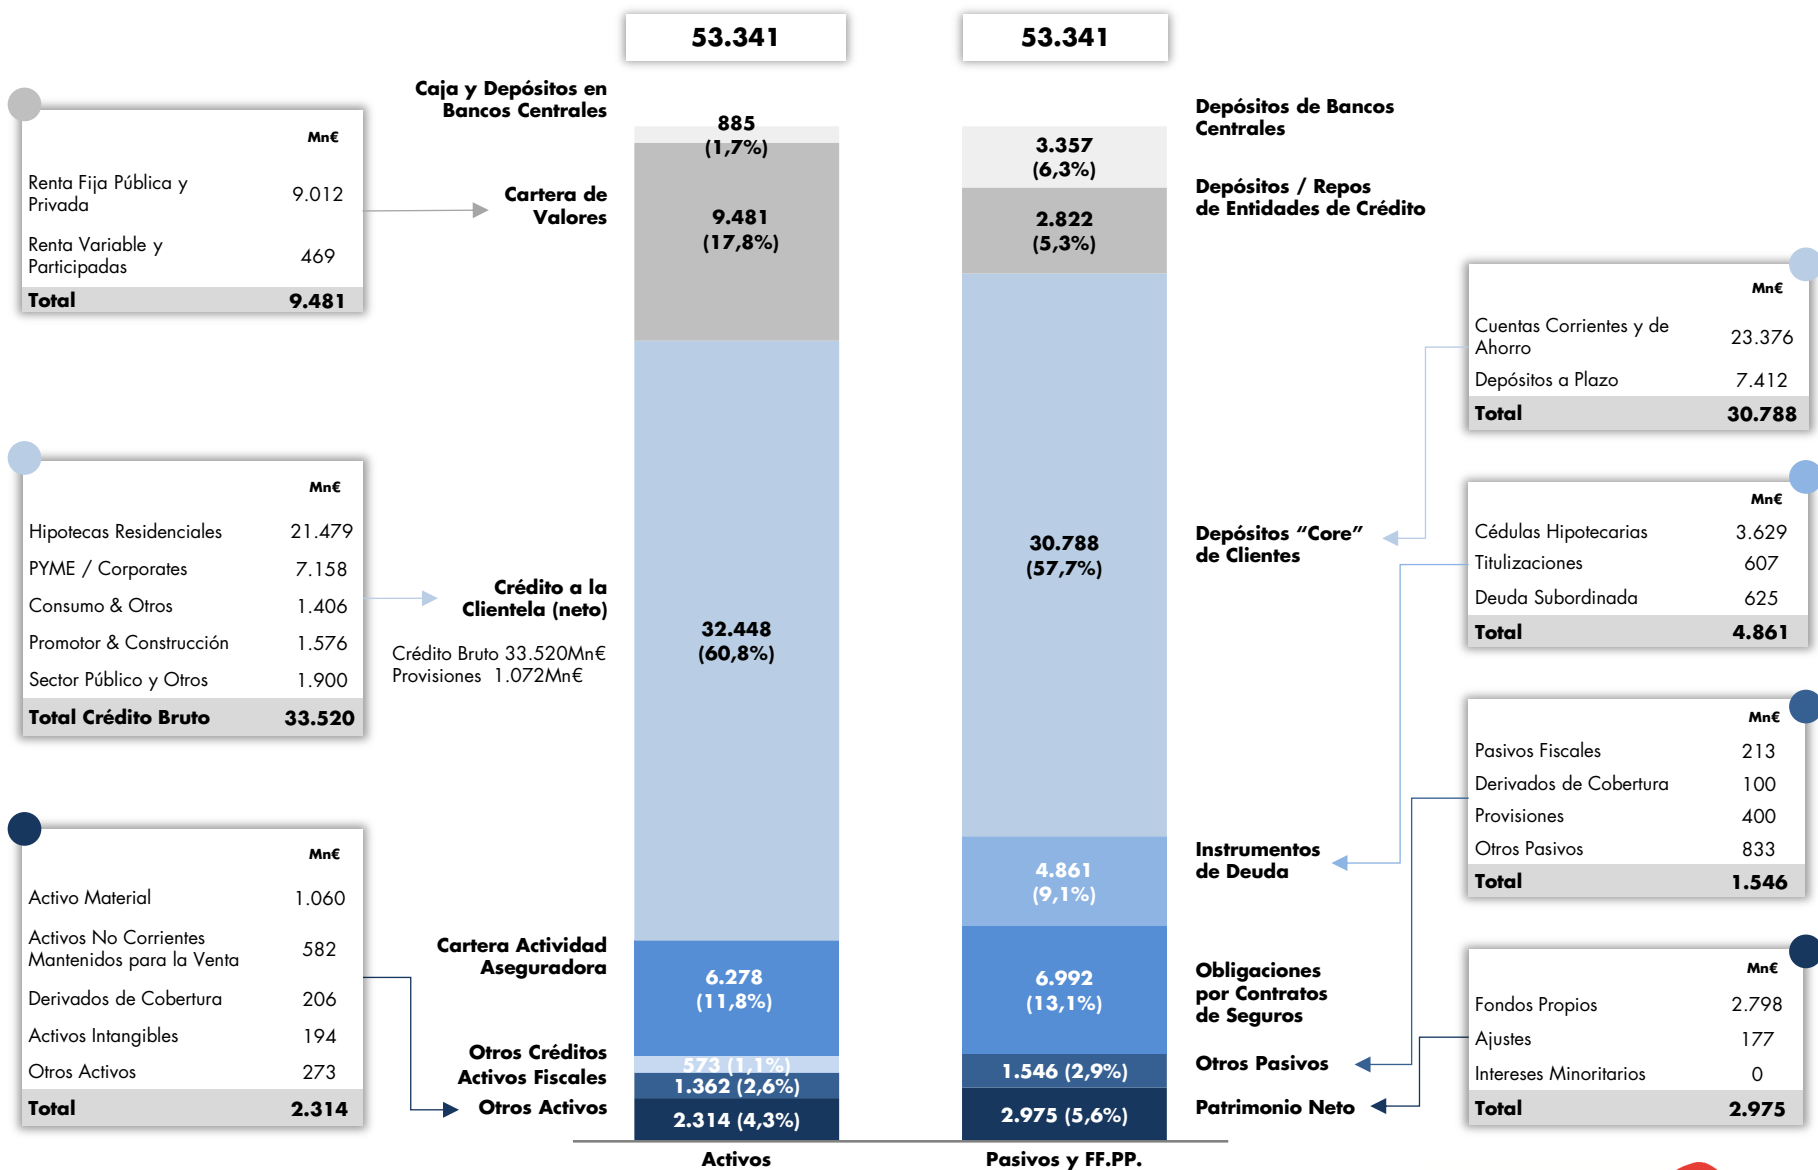 53.341
53.341
Mn€
Renta Fija Pública y
Privada
9.012
Renta Variable y
Participadas
469
Total 9.481
Mn€
Hipotecas Residenciales 21.479
PYME / Corporates 7.158
Consumo & Otros 1.406
Promotor & Construcción 1.576
Sector Público y Otros 1.900
Total Crédito Bruto 33.520
Mn€
Activo Material 1.060
Activos No Corrientes
Mantenidos para la Venta
582
Derivados de Cobertura 206
Activos Intangibles 194
Otros Activos 273
Total 2.314
Caja y Depósitos en
Bancos Centrales
Cartera de
Valores
Crédito a la
Clientela (neto)
Crédito Bruto 33.520Mn€
Provisiones 1.072Mn€
Cartera Actividad
Aseguradora
Otros Créditos
Activos Fiscales
Otros Activos
885
(1,7%)
9.481
(17,8%)
32.448
(60,8%)
6.278
(11,8%)
573 (1,1%)
1.362 (2,6%)
2.314 (4,3%)
Activos
3.357
(6,3%)
2.822
(5,3%)
30.788
(57,7%)
4.861
(9,1%)
6.992
(13,1%)
1.546 (2,9%)
2.975 (5,6%)
Pasivos y FF.PP.
Depósitos de Bancos
Centrales
Depósitos / Repos
de Entidades de Crédito
Depósitos “Core”
de Clientes
Instrumentos
de Deuda
Obligaciones
por Contratos
de Seguros
Otros Pasivos
Patrimonio Neto
Mn€
Cuentas Corrientes y de
Ahorro
23.376
Depósitos a Plazo 7.412
Total 30.788
Mn€
Cédulas Hipotecarias 3.629
Titulizaciones 607
Deuda Subordinada 625
Total 4.861
Mn€
Pasivos Fiscales 213
Derivados de Cobertura 100
Provisiones 400
Otros Pasivos 833
Total 1.546
Mn€
Fondos Propios 2.798
Ajustes 177
Intereses Minoritarios 0
Total 2.975